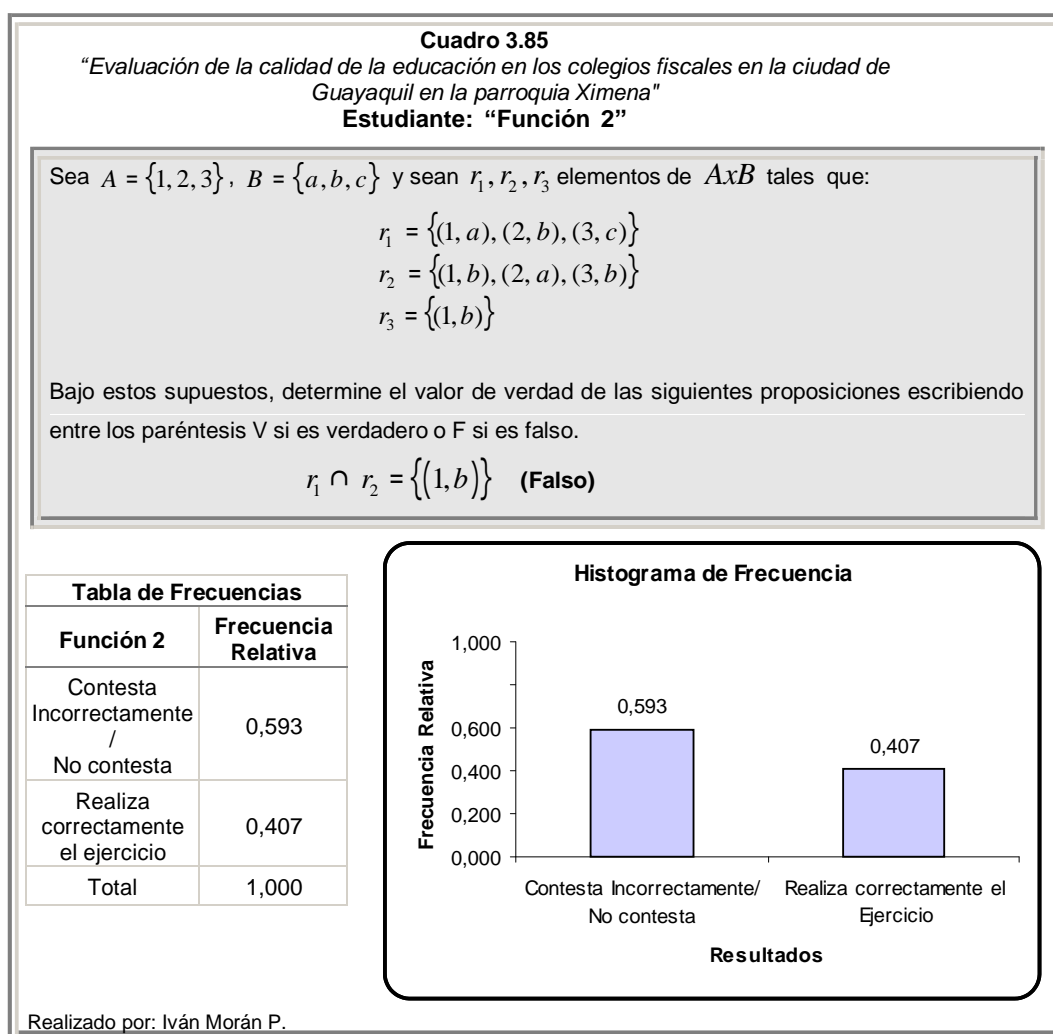 Cuadro 3.85
“Evaluación de la calidad de la educación en los colegios fiscales en la ciudad de
Guayaquil en la parroquia Ximena"
Estudiante: “Función 2”
Sea A = {1, 2, 3}, B = {a, b, c} y sean r₁, r₂, r₃ elementos de AxB tales que:
r₁ = {(1, a), (2, b), (3, c)}
r₂ = {(1, b), (2, a), (3, b)}
r₃ = {(1, b)}
Bajo estos supuestos, determine el valor de verdad de las siguientes proposiciones escribiendo
entre los paréntesis V si es verdadero o F si es falso.
r₁ ∩ r₂ = {(1, b)} (Falso)
Tabla de Frecuencias
Función 2
Frecuencia
Relativa
Contesta
Incorrectamente
/
No contesta
0,593
Realiza
correctamente
el ejercicio
0,407
Total
1,000
Histograma de Frecuencia
Frecuencia Relativa
1,000
0,600
0,400
0,200
0,000
0,593
0,407
Contesta Incorrectamente/
No contesta
Realiza correctamente el
Ejercicio
Resultados
Realizado por: Iván Morán P.